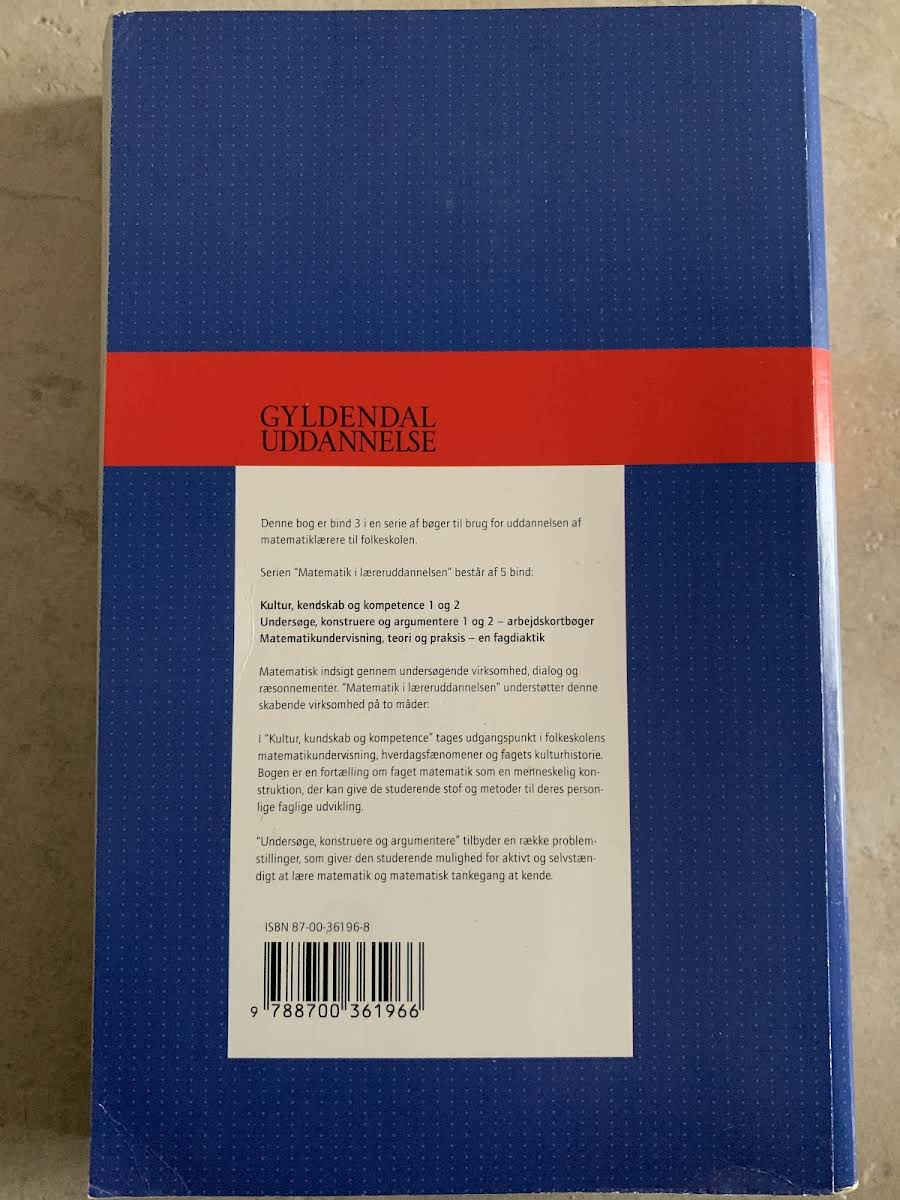 GYLDENDAL
UDDANNELSE
Denne bog er bind 3 i en serie af bøger til brug for uddannelsen af
matematiklærere til folkeskolen.
Serien "Matematik i læreruddannelsen" består af 5 bind:
Kultur, kendskab og kompetence 1 og 2
Undersøge, konstruere og argumentere 1 og 2 – arbejdskortbøger
Matematikundervisning, teori og praksis – en fagdiaktik
Matematisk indsigt gennem undersøgende virksomhed, dialog og
ræsonnementer. "Matematik i læreruddannelsen" understøtter denne
skabende virksomhed på to måder:
I "Kultur, kundskab og kompetence" tages udgangspunkt i folkeskolens
matematikundervisning, hverdagsfænomener og fagets kulturhistorie.
Bogen er en fortælling om faget matematik som en menneskelig kon-
struktion, der kan give de studerende stof og metoder til deres person-
lige faglige udvikling.
"Undersøge, konstruere og argumentere" tilbyder en række problem-
stillinger, som giver den studerende mulighed for aktivt og selvstæn-
digt at lære matematik og matematisk tankegang at kende.
ISBN 87-00-36196-8
9 788700 361966